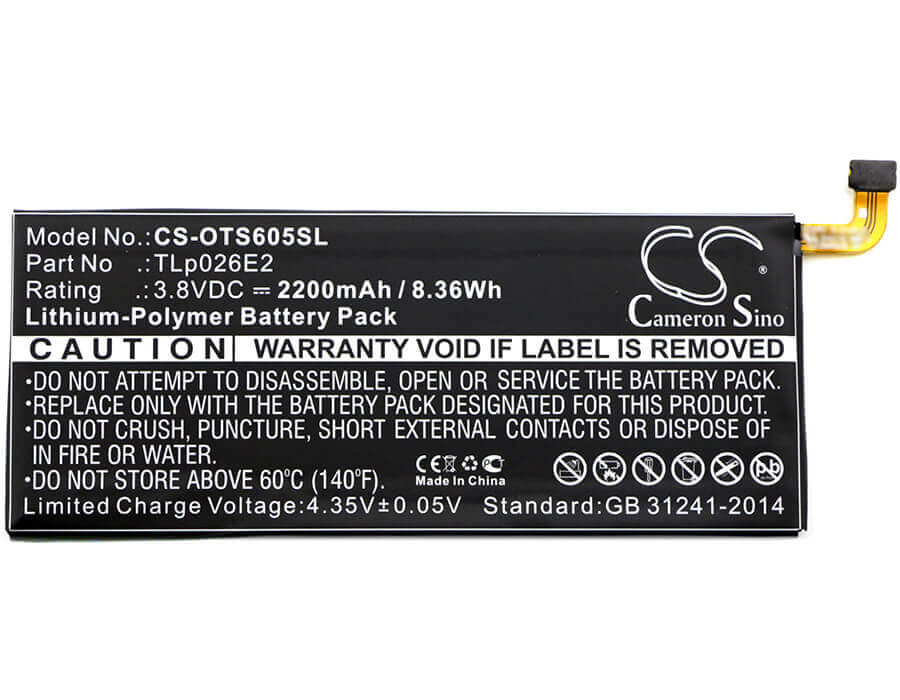 Model No.: CS-OTS605SL
Part No .: TLp026E2
Rating .: 3.8VDC ⎓ 2200mAh / 8.36Wh
Lithium-Polymer Battery Pack
CS®
Cameron Sino
CAUTION WARRANTY VOID IF LABEL IS REMOVED
•DO NOT ATTEMPT TO DISASSEMBLE, OPEN OR SERVICE THE BATTERY PACK.
•REPLACE ONLY WITH THE BATTERY PACK DESIGNATED FOR THIS PRODUCT.
•DO NOT CRUSH, PUNCTURE, SHORT EXTERNAL CONTACTS OR DISPOSE OF
IN FIRE OR WATER.
•DO NOT STORE ABOVE 60°C (140°F).
CE
Made In China
Pb
Limited Charge Voltage: 4.35V±0.05V Standard: GB 31241-2014